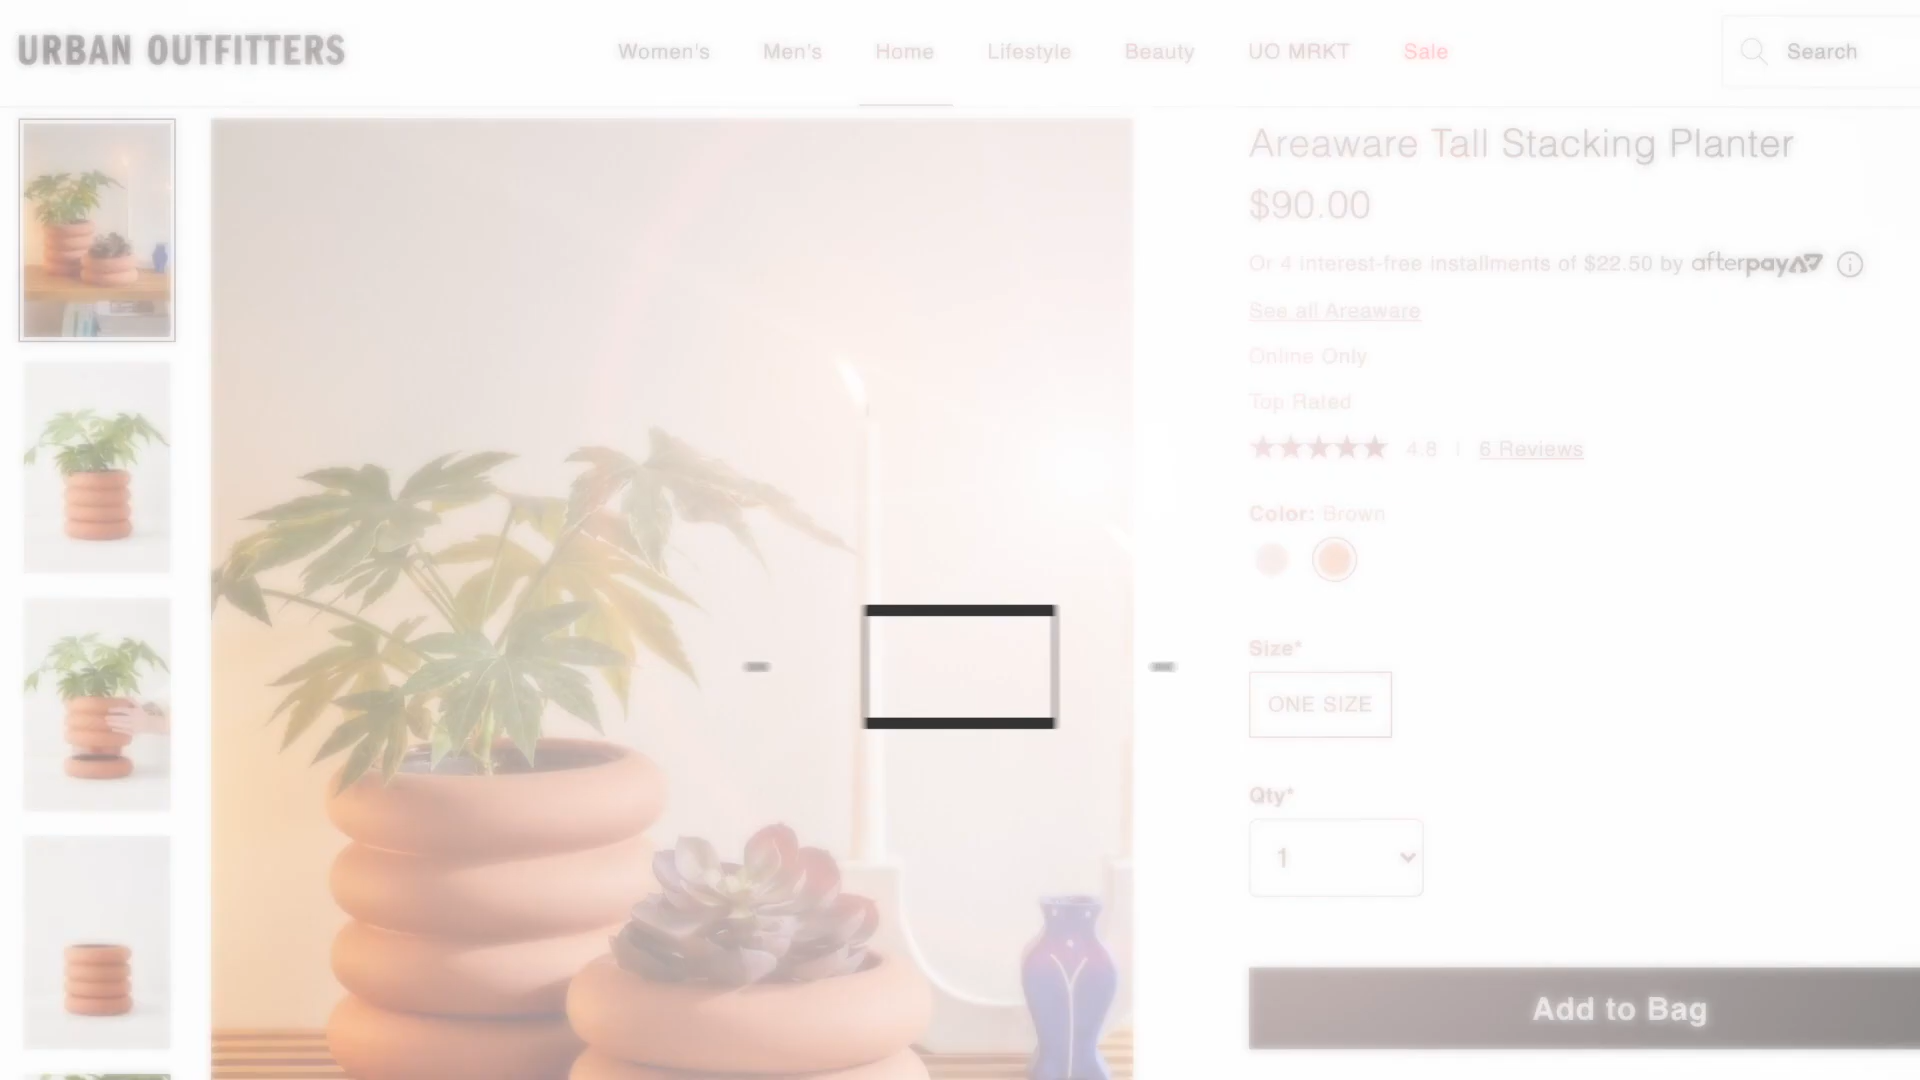 URBAN OUTFITTERS
Women's Men's Home Lifestyle Beauty UO MRKT Sale
Search
Areaware Tall Stacking Planter
$90.00
Or 4 interest-free installments of $22.50 by afterpay
See all Areaware
Online Only
Top Rated
4.8 | 6 Reviews
Color: Brown
Size*
ONE SIZE
Qty*
1
Add to Bag